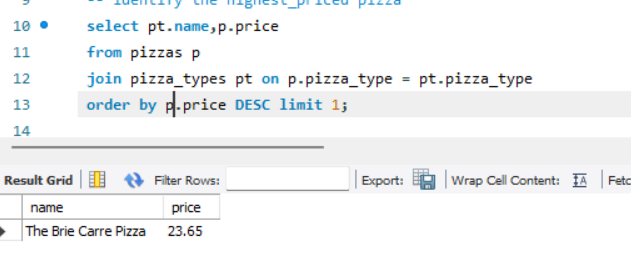 9 -- Identify the highest_priced pizza
10 select pt.name,p.price
11 from pizzas p
12 join pizza_types pt on p.pizza_type = pt.pizza_type
13 order by p.price DESC limit 1;
14
Result Grid Filter Rows: Export: Wrap Cell Content: Fetc
name price
The Brie Carre Pizza 23.65